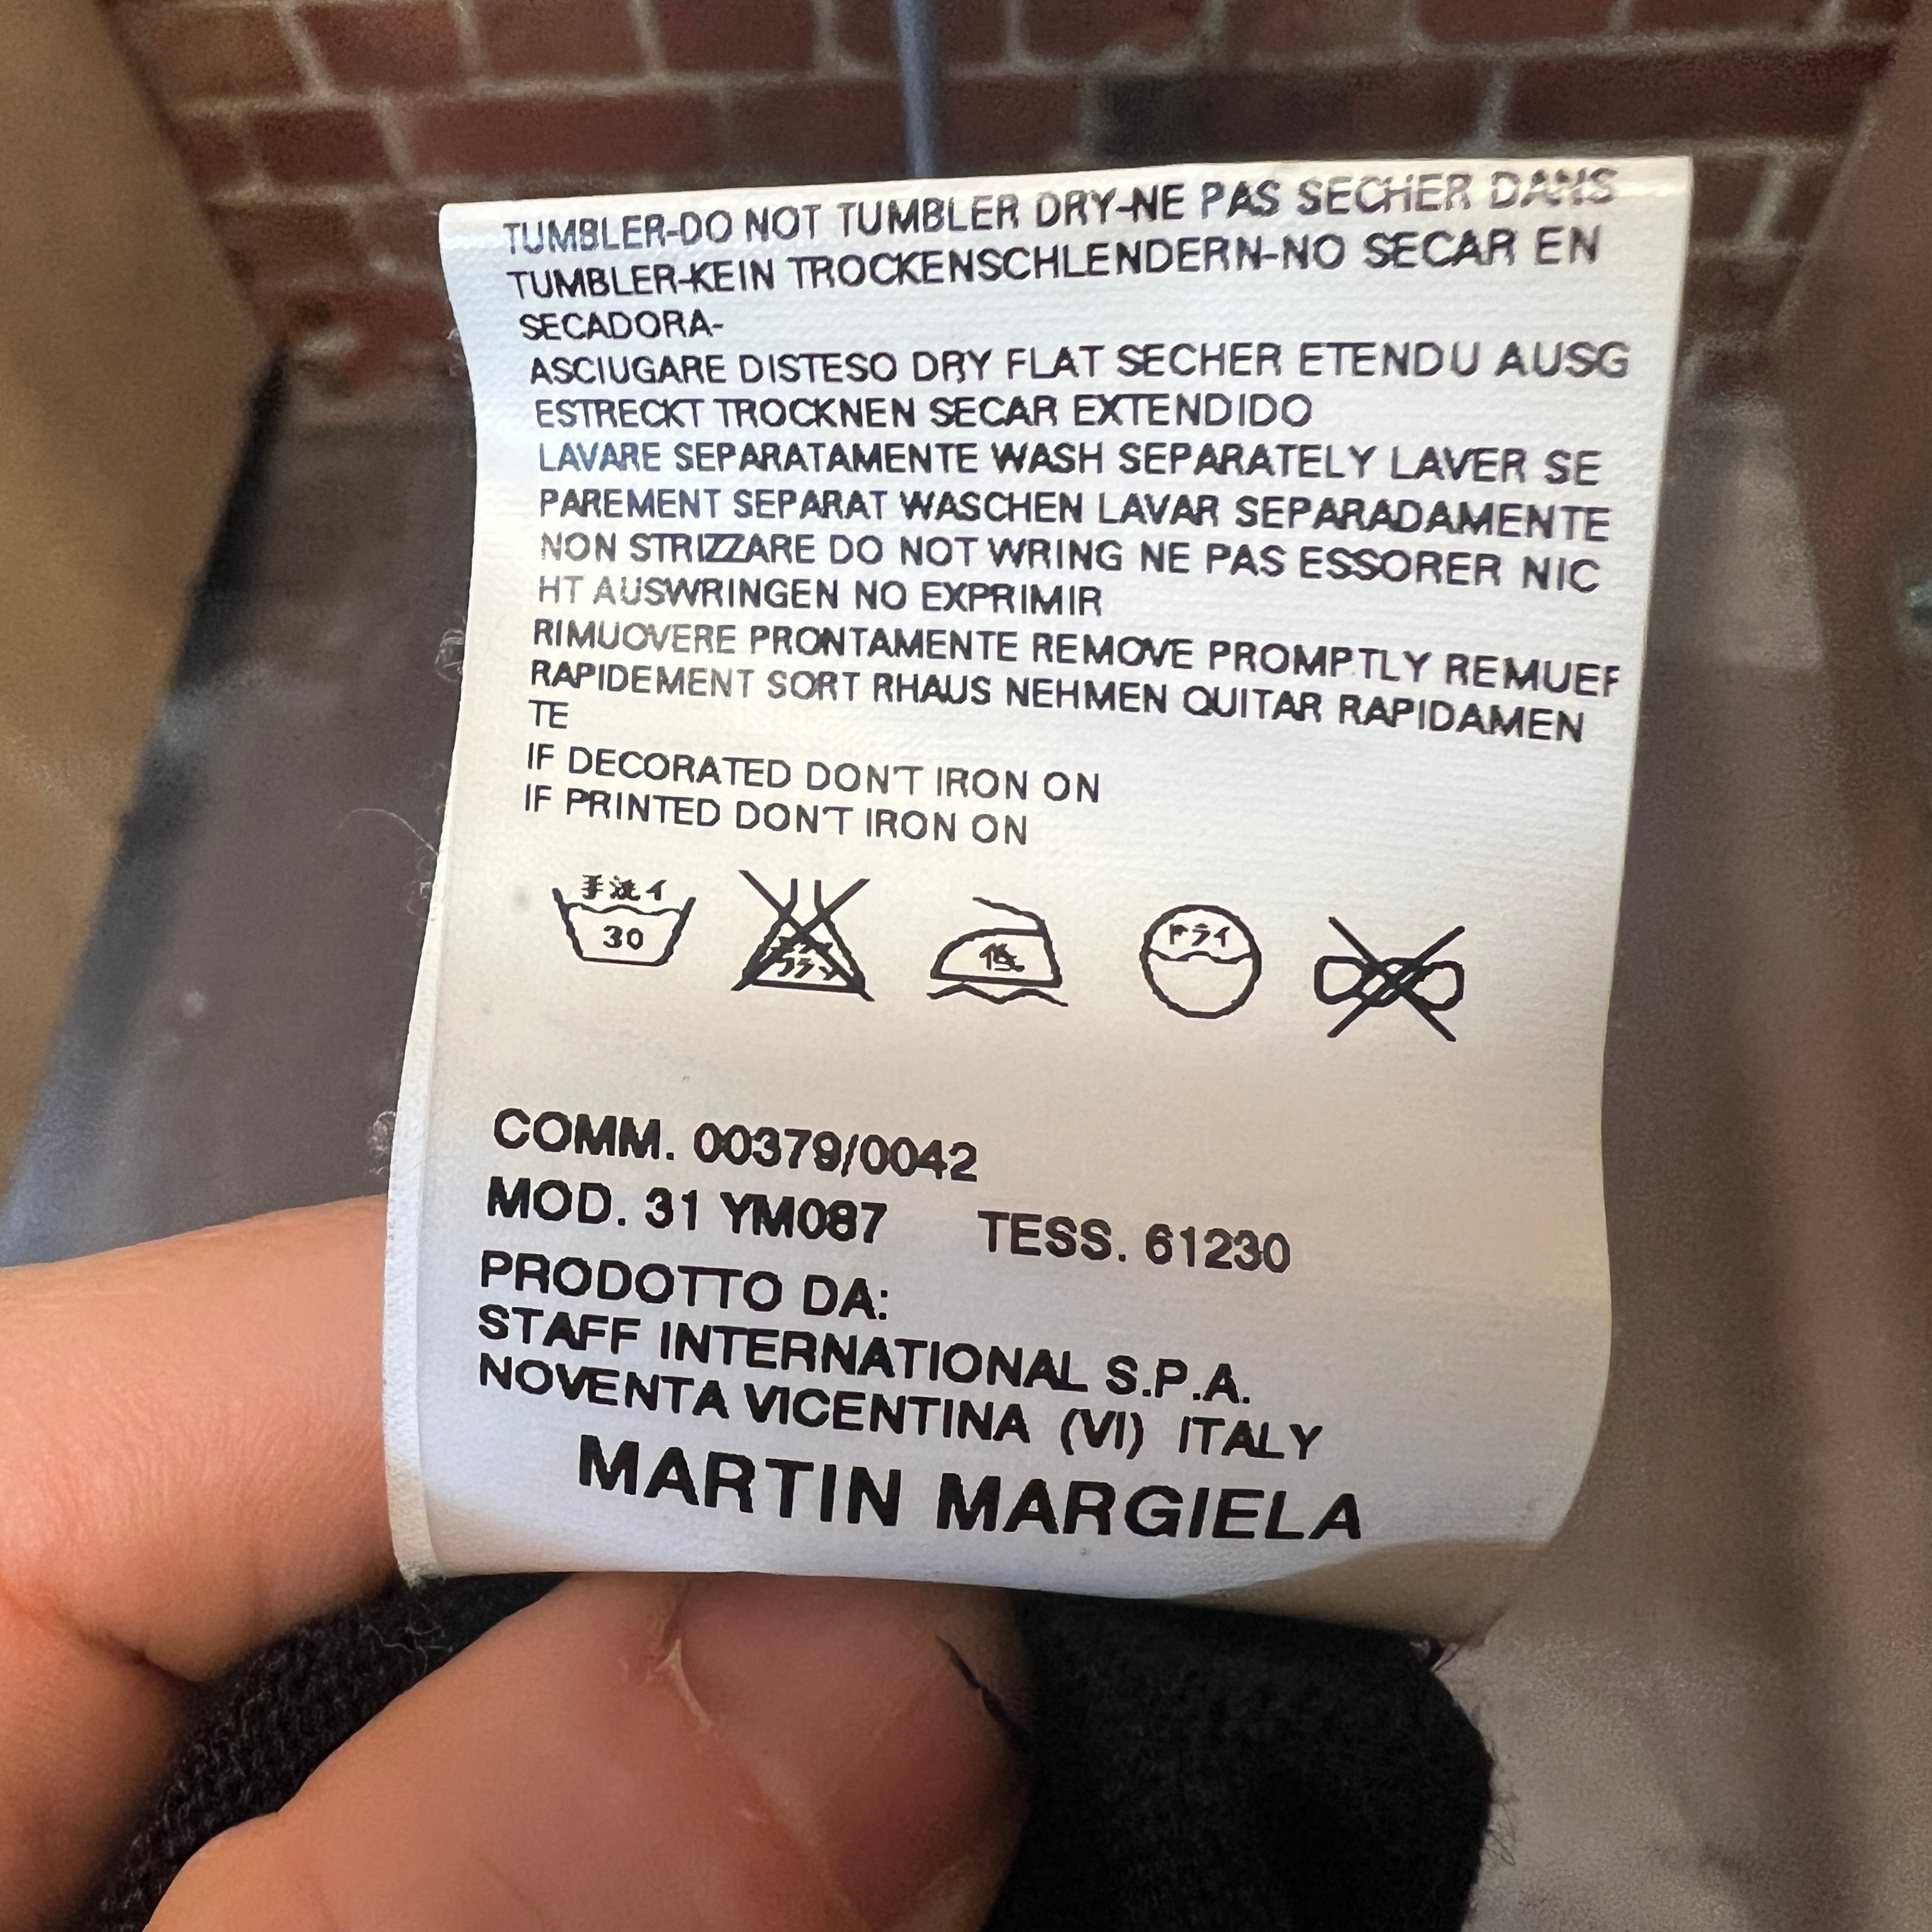 TUMBLER-DO NOT TUMBLER DRY-NE PAS SECHER DANS
TUMBLER-KEIN TROCKENSCHLENDERN-NO SECAR EN
SECADORA-
ASCIUGARE DISTESO DRY FLAT SECHER ETENDU AUSG
ESTRECKT TROCKNEN SECAR EXTENDIDO
LAVARE SEPARATAMENTE WASH SEPARATELY LAVER SE
PAREMENT SEPARAT WASCHEN LAVAR SEPARADAMENTE
NON STRIZZARE DO NOT WRING NE PAS ESSORER NIC
HT AUSWRINGEN NO EXPRIMIR
RIMUOVERE PRONTAMENTE REMOVE PROMPTLY REMUER
RAPIDEMENT SORT RHAUS NEHMEN QUITAR RAPIDAMEN
TE
IF DECORATED DON'T IRON ON
IF PRINTED DON'T IRON ON
手洗イ
30
低
ドライ
COMM. 00379/0042
MOD. 31 YM087 TESS. 61230
PRODOTTO DA:
STAFF INTERNATIONAL S.P.A.
NOVENTA VICENTINA (VI) ITALY
MARTIN MARGIELA